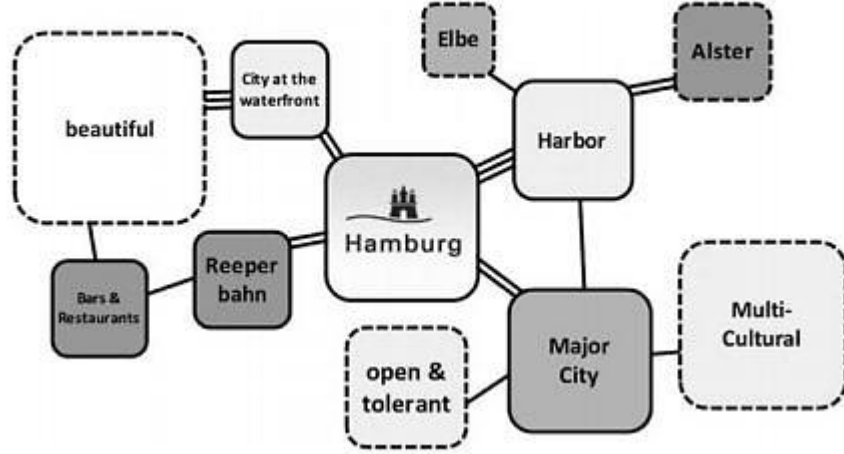 Elbe
Alster
City at the
waterfront
beautiful
Harbor
Hamburg
Reeper
bahn
Bars &
Restaurants
Multi-
Cultural
Major
City
open &
tolerant